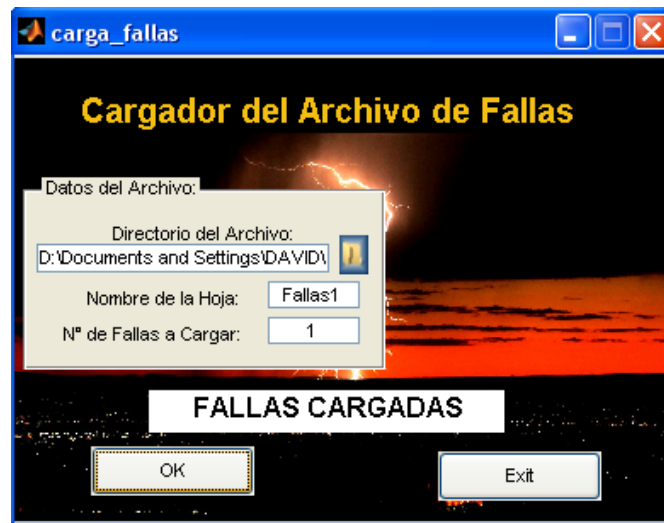 carga_fallas
Cargador del Archivo de Fallas
Datos del Archivo:
Directorio del Archivo:
D:\Documents and Settings\DAVID\
Nombre de la Hoja: Fallas1
Nº de Fallas a Cargar: 1
FALLAS CARGADAS
OK Exit